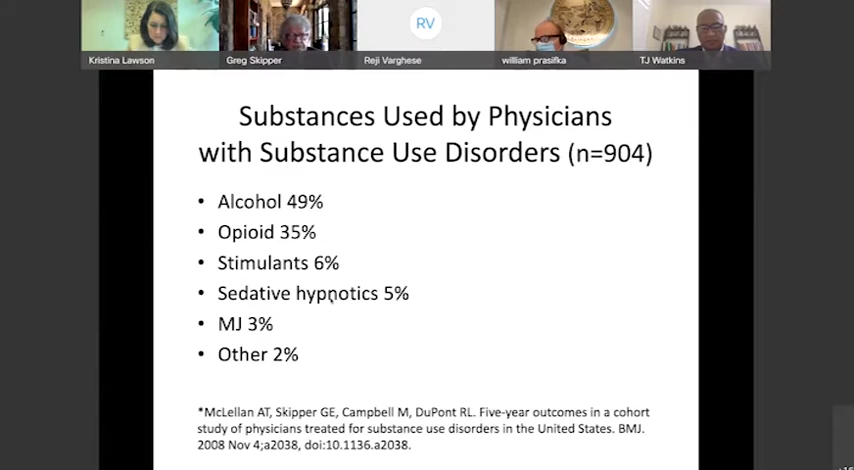 RV
Kristina Lawson
Greg Skipper
Reji Varghese
william prasifka
TJ Watkins
Substances Used by Physicians
with Substance Use Disorders (n=904)
• Alcohol 49%
• Opioid 35%
• Stimulants 6%
• Sedative hypnotics 5%
• MJ 3%
• Other 2%
*McLellan AT, Skipper GE, Campbell M, DuPont RL. Five-year outcomes in a cohort
study of physicians treated for substance use disorders in the United States. BMJ.
2008 Nov 4;a2038, doi:10.1136.a2038.